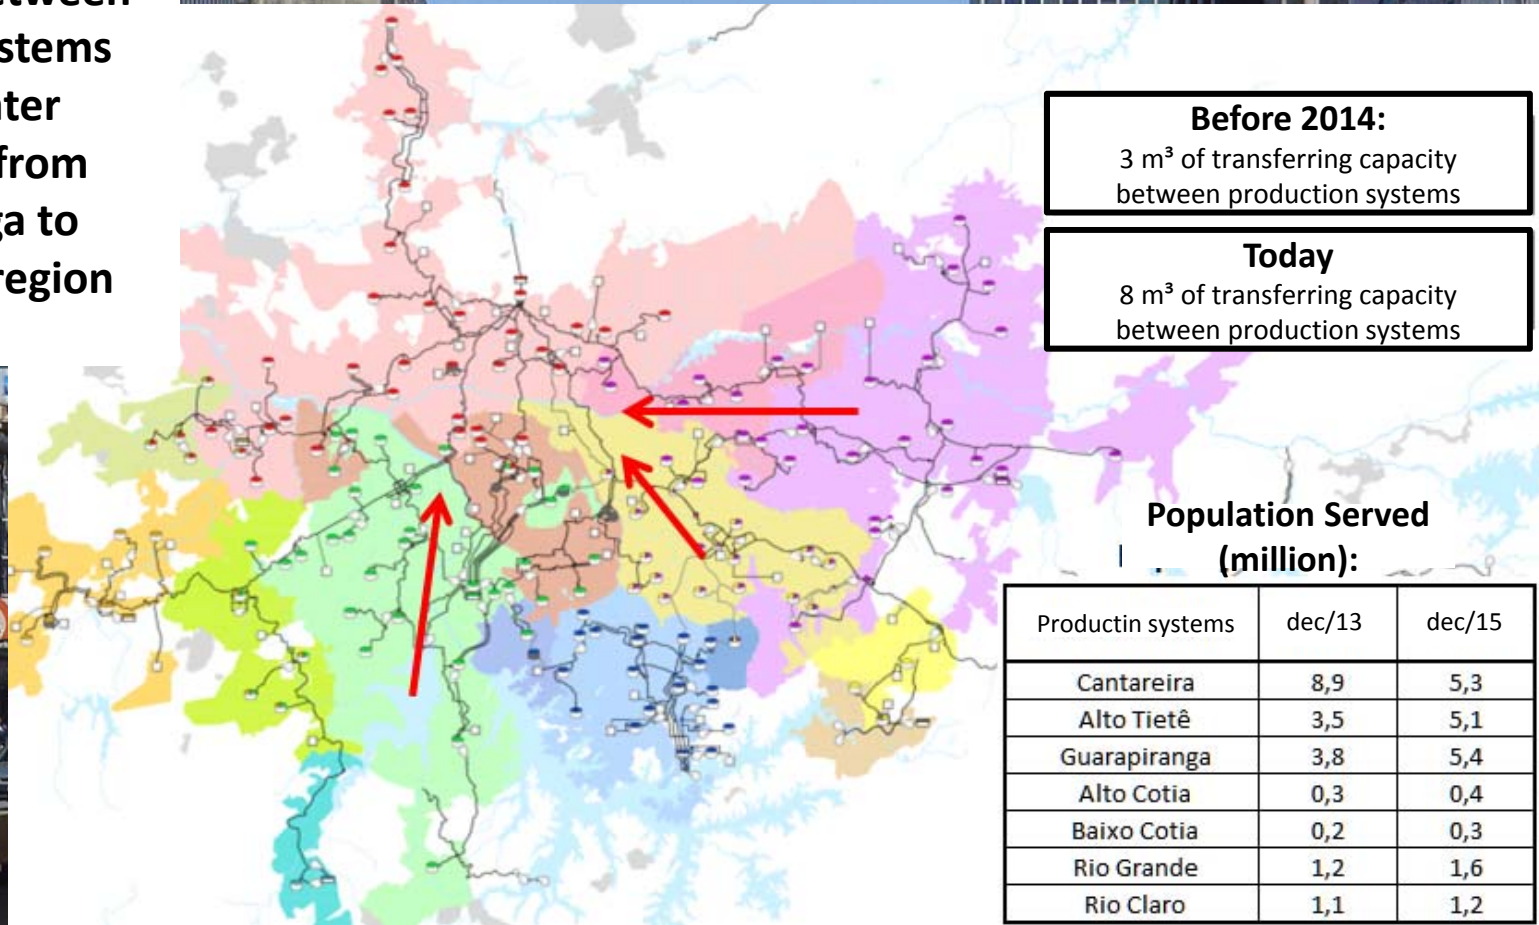 stems
from
ga to
region
Before 2014:
3 m³ of transferring capacity
between production systems
Today
8 m³ of transferring capacity
between production systems
Population Served
(million):
Productin systems dec/13 dec/15
Cantareira 8,9 5,3
Alto Tietê 3,5 5,1
Guarapiranga 3,8 5,4
Alto Cotia 0,3 0,4
Baixo Cotia 0,2 0,3
Rio Grande 1,2 1,6
Rio Claro 1,1 1,2